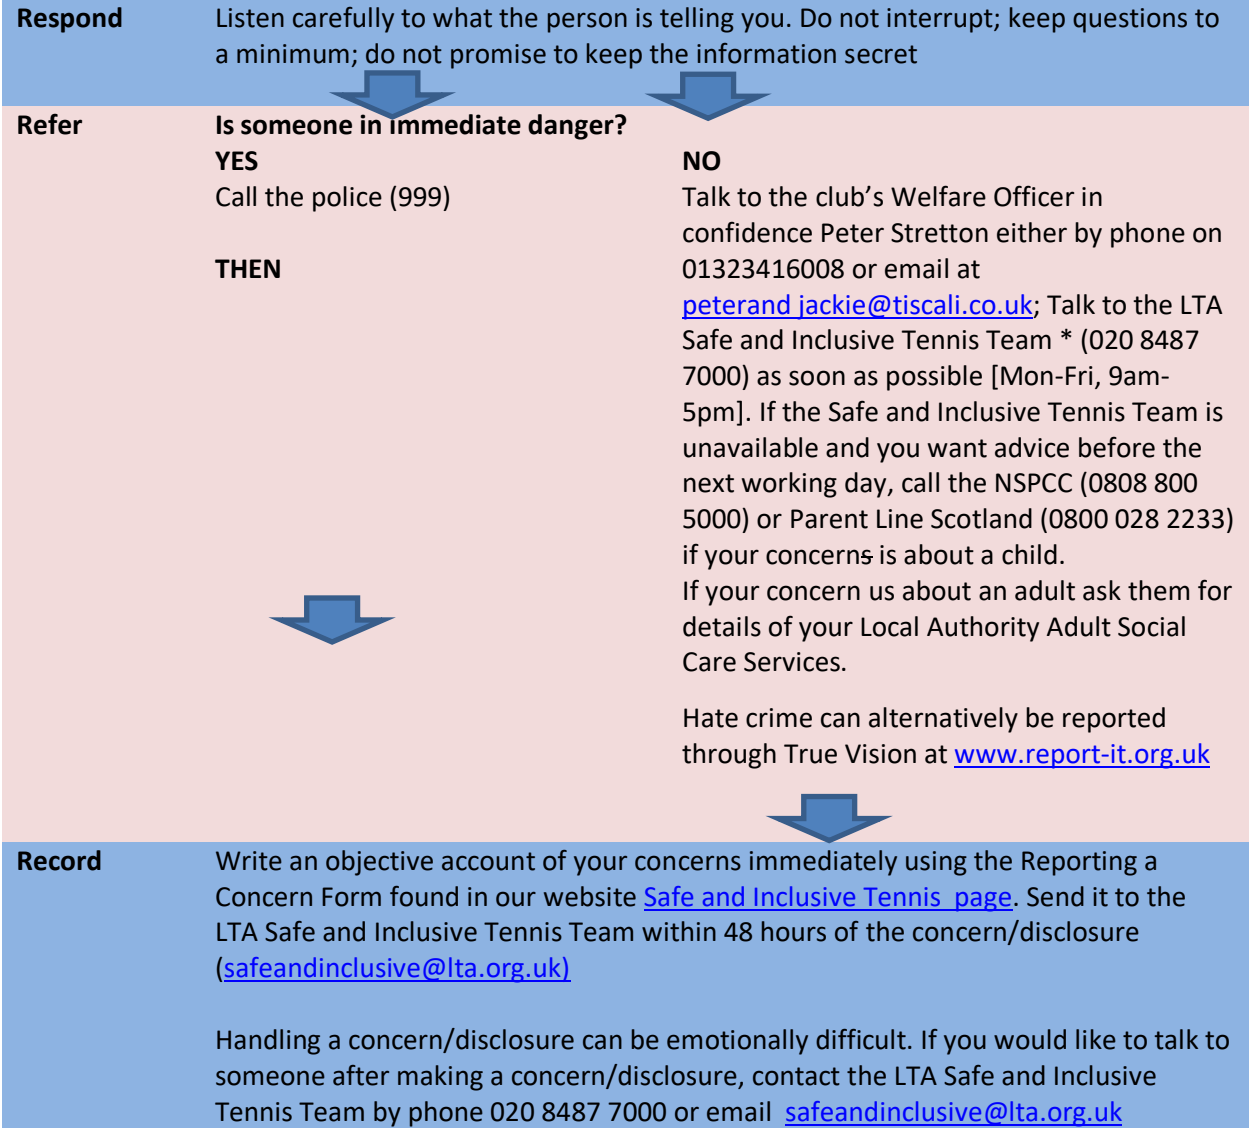 Respond Listen carefully to what the person is telling you. Do not interrupt; keep questions to
a minimum; do not promise to keep the information secret
Refer Is someone in immediate danger?
YES
Call the police (999)
THEN
NO
Talk to the club’s Welfare Officer in
confidence Peter Stretton either by phone on
01323416008 or email at
peterand jackie@tiscali.co.uk; Talk to the LTA
Safe and Inclusive Tennis Team * (020 8487
7000) as soon as possible [Mon-Fri, 9am-
5pm]. If the Safe and Inclusive Tennis Team is
unavailable and you want advice before the
next working day, call the NSPCC (0808 800
5000) or Parent Line Scotland (0800 028 2233)
if your concerns is about a child.
If your concern us about an adult ask them for
details of your Local Authority Adult Social
Care Services.
Hate crime can alternatively be reported
through True Vision at www.report-it.org.uk
Record Write an objective account of your concerns immediately using the Reporting a
Concern Form found in our website Safe and Inclusive Tennis  page. Send it to the
LTA Safe and Inclusive Tennis Team within 48 hours of the concern/disclosure
(safeandinclusive@lta.org.uk)
Handling a concern/disclosure can be emotionally difficult. If you would like to talk to
someone after making a concern/disclosure, contact the LTA Safe and Inclusive
Tennis Team by phone 020 8487 7000 or email  safeandinclusive@lta.org.uk